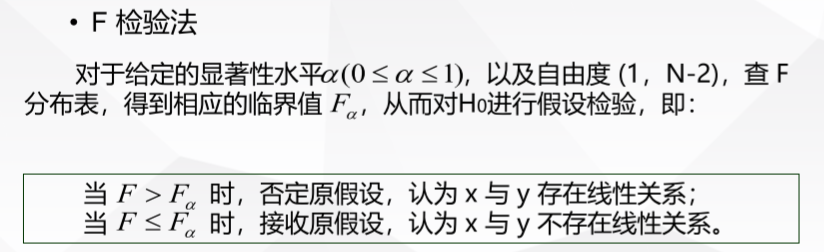 • F 检验法
对于给定的显著性水平α(0 ≤ α ≤ 1)，以及自由度 (1，N-2)，查 F
分布表，得到相应的临界值 Fα，从而对H0进行假设检验，即：
当 F > Fα 时，否定原假设，认为 x 与 y 存在线性关系；
当 F ≤ Fα 时，接收原假设，认为 x 与 y 不存在线性关系。